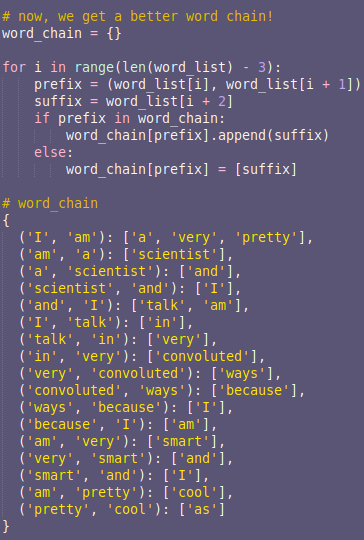 # now, we get a better word chain!
word_chain = {}
for i in range(len(word_list) - 3):
prefix = (word_list[i], word_list[i + 1])
suffix = word_list[i + 2]
if prefix in word_chain:
word_chain[prefix].append(suffix)
else:
word_chain[prefix] = [suffix]
# word_chain
{
('I', 'am'): ['a', 'very', 'pretty'],
('am', 'a'): ['scientist'],
('a', 'scientist'): ['and'],
('scientist', 'and'): ['I'],
('and', 'I'): ['talk', 'am'],
('I', 'talk'): ['in'],
('talk', 'in'): ['very'],
('in', 'very'): ['convoluted'],
('very', 'convoluted'): ['ways'],
('convoluted', 'ways'): ['because'],
('ways', 'because'): ['I'],
('because', 'I'): ['am'],
('am', 'very'): ['smart'],
('very', 'smart'): ['and'],
('smart', 'and'): ['I'],
('am', 'pretty'): ['cool'],
('pretty', 'cool'): ['as']
}